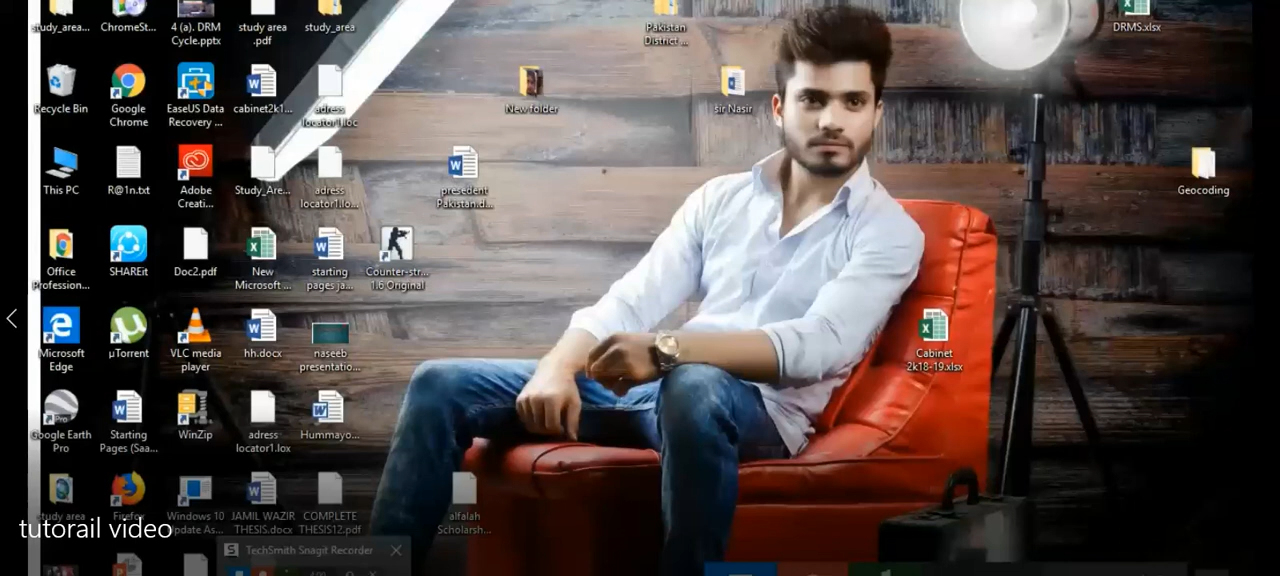 study_area...
ChromeSt...
4 (a). DRM
Cycle.pptx
study area
.pdf
study_area
Pakistan
District ...
DRMS.xlsx
Recycle Bin
Google
Chrome
EaseUS Data
Recovery ...
cabinet2k1...
adress
locator1.loc
New folder
sir Nasir
This PC
R@1n.txt
Adobe
Creati...
Study_Are...
adress
locator1.lo...
presedent
Pakistan.d...
Geocoding
Office
Profession...
SHAREit
Doc2.pdf
New
Microsoft ...
starting
pages ja...
Counter-str...
1.6 Original
Microsoft
Edge
µTorrent
VLC media
player
hh.docx
naseeb
presentatio...
Cabinet
2k18-19.xlsx
Google Earth
Pro
Starting
Pages (Saa...
WinZip
adress
locator1.lox
Hummayo...
study area
Firefox
Windows 10
Update As...
JAMIL WAZIR
THESIS.docx
COMPLETE
THESIS12.pdf
alfalah
Scholorsh...
tutorail video
TechSmith Snagit Recorder